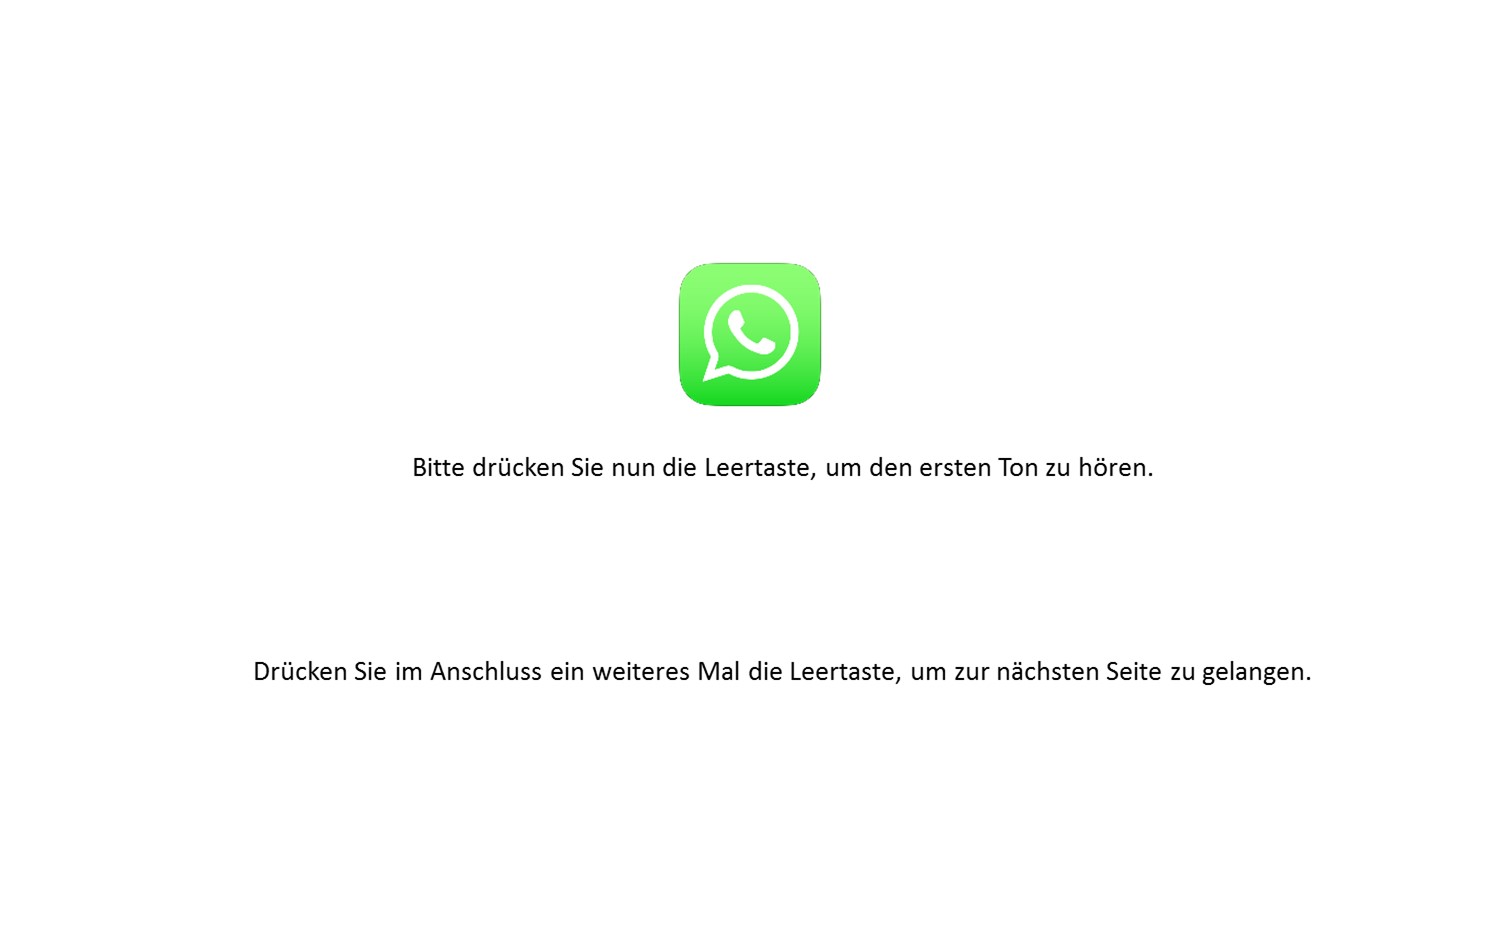 Bitte drücken Sie nun die Leertaste, um den ersten Ton zu hören.
Drücken Sie im Anschluss ein weiteres Mal die Leertaste, um zur nächsten Seite zu gelangen.